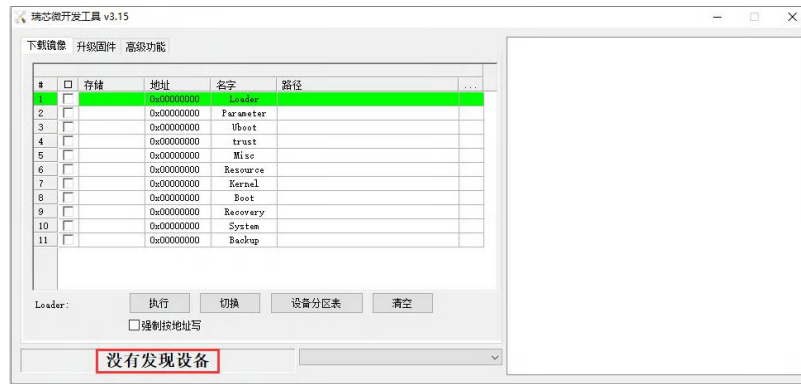 瑞芯微开发工具 v3.15
下载镜像 升级固件 高级功能
# 存储 地址 名字 路径 ...
1 0x00000000 Loader
2 0x00000000 Parameter
3 0x00000000 Uboot
4 0x00000000 trust
5 0x00000000 Misc
6 0x00000000 Resource
7 0x00000000 Kernel
8 0x00000000 Boot
9 0x00000000 Recovery
10 0x00000000 System
11 0x00000000 Backup
Loader: 执行 切换 设备分区表 清空
强制按地址写
没有发现设备